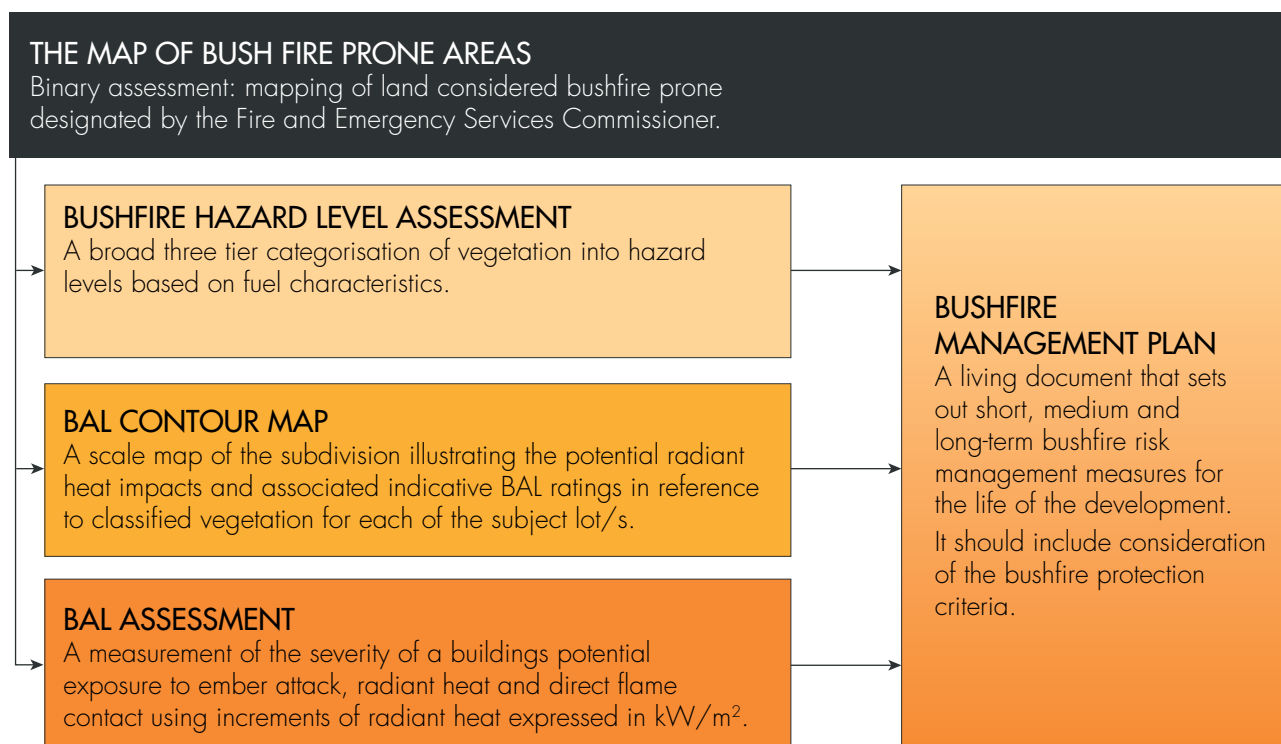 THE MAP OF BUSH FIRE PRONE AREAS
Binary assessment: mapping of land considered bushfire prone
designated by the Fire and Emergency Services Commissioner.
BUSHFIRE HAZARD LEVEL ASSESSMENT
A broad three tier categorisation of vegetation into hazard
levels based on fuel characteristics.
BAL CONTOUR MAP
A scale map of the subdivision illustrating the potential radiant
heat impacts and associated indicative BAL ratings in reference
to classified vegetation for each of the subject lot/s.
BAL ASSESSMENT
A measurement of the severity of a buildings potential
exposure to ember attack, radiant heat and direct flame
contact using increments of radiant heat expressed in kW/m².
BUSHFIRE
MANAGEMENT PLAN
A living document that sets
out short, medium and
long-term bushfire risk
management measures for
the life of the development.
It should include consideration
of the bushfire protection
criteria.